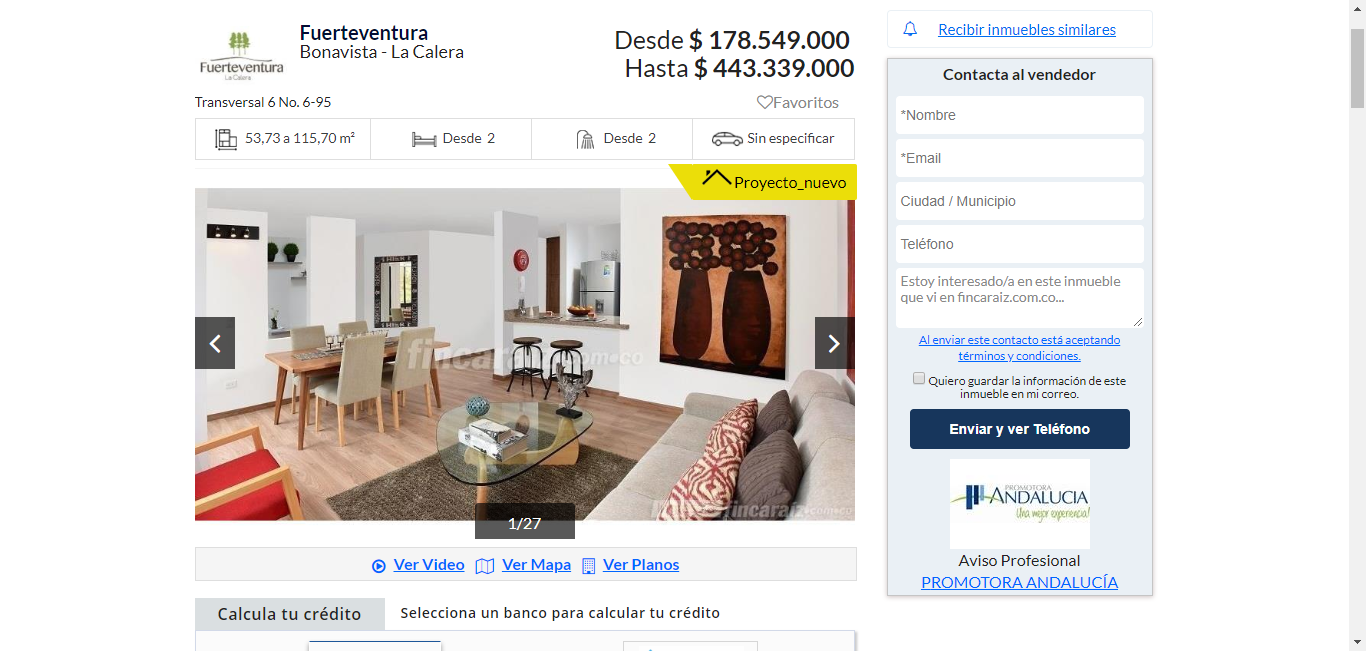 Fuerteventura
La Calera
Fuerteventura
Bonavista - La Calera
Desde $ 178.549.000
Hasta $ 443.339.000
Transversal 6 No. 6-95
Favoritos
53,73 a 115,70 m²
Desde 2
Desde 2
Sin especificar
Proyecto_nuevo
fincaraiz.com.co
fincaraiz.com.co
1/27
Ver Video
Ver Mapa
Ver Planos
Calcula tu crédito
Selecciona un banco para calcular tu crédito
Recibir inmuebles similares
Contacta al vendedor
*Nombre
*Email
Ciudad / Municipio
Teléfono
Estoy interesado/a en este inmueble
que vi en fincaraiz.com.co...
Al enviar este contacto está aceptando
términos y condiciones.
Quiero guardar la información de este
inmueble en mi correo.
Enviar y ver Teléfono
PROMOTORA
ANDALUCIA
Una mejor experiencia!
Aviso Profesional
PROMOTORA ANDALUCÍA